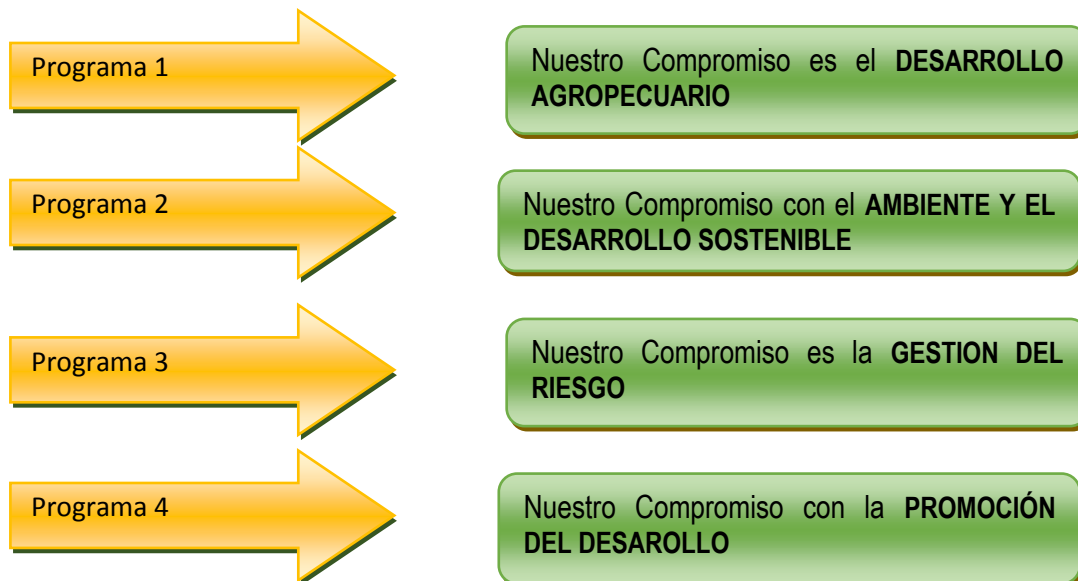 Programa 1
Nuestro Compromiso es el DESARROLLO
AGROPECUARIO
Programa 2
Nuestro Compromiso con el AMBIENTE Y EL
DESARROLLO SOSTENIBLE
Programa 3
Nuestro Compromiso es la GESTION DEL
RIESGO
Programa 4
Nuestro Compromiso con la PROMOCIÓN
DEL DESAROLLO